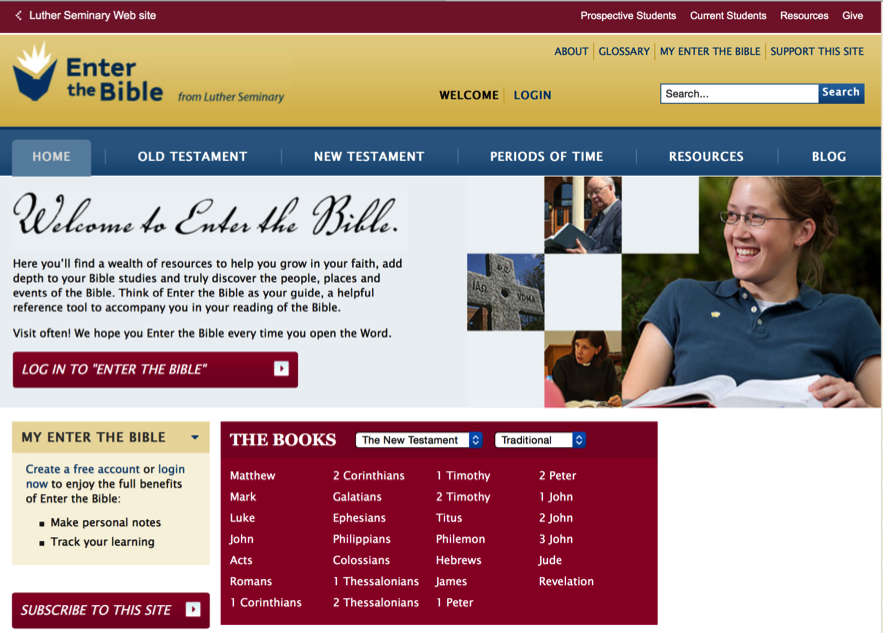 Luther Seminary Web site
Prospective Students Current Students Resources Give
ABOUT GLOSSARY MY ENTER THE BIBLE SUPPORT THIS SITE
Enter
the Bible from Luther Seminary
WELCOME LOGIN
Search... Search
HOME OLD TESTAMENT NEW TESTAMENT PERIODS OF TIME RESOURCES BLOG
Welcome to Enter the Bible.
Here you'll find a wealth of resources to help you grow in your faith, add
depth to your Bible studies and truly discover the people, places and
events of the Bible. Think of Enter the Bible as your guide, a helpful
reference tool to accompany you in your reading of the Bible.
Visit often! We hope you Enter the Bible every time you open the Word.
LOG IN TO "ENTER THE BIBLE"
VDMA
MY ENTER THE BIBLE
Create a free account or login
now to enjoy the full benefits
of Enter the Bible:
Make personal notes
Track your learning
SUBSCRIBE TO THIS SITE
THE BOOKS The New Testament Traditional
Matthew 2 Corinthians 1 Timothy 2 Peter
Mark Galatians 2 Timothy 1 John
Luke Ephesians Titus 2 John
John Philippians Philemon 3 John
Acts Colossians Hebrews Jude
Romans 1 Thessalonians James Revelation
1 Corinthians 2 Thessalonians 1 Peter